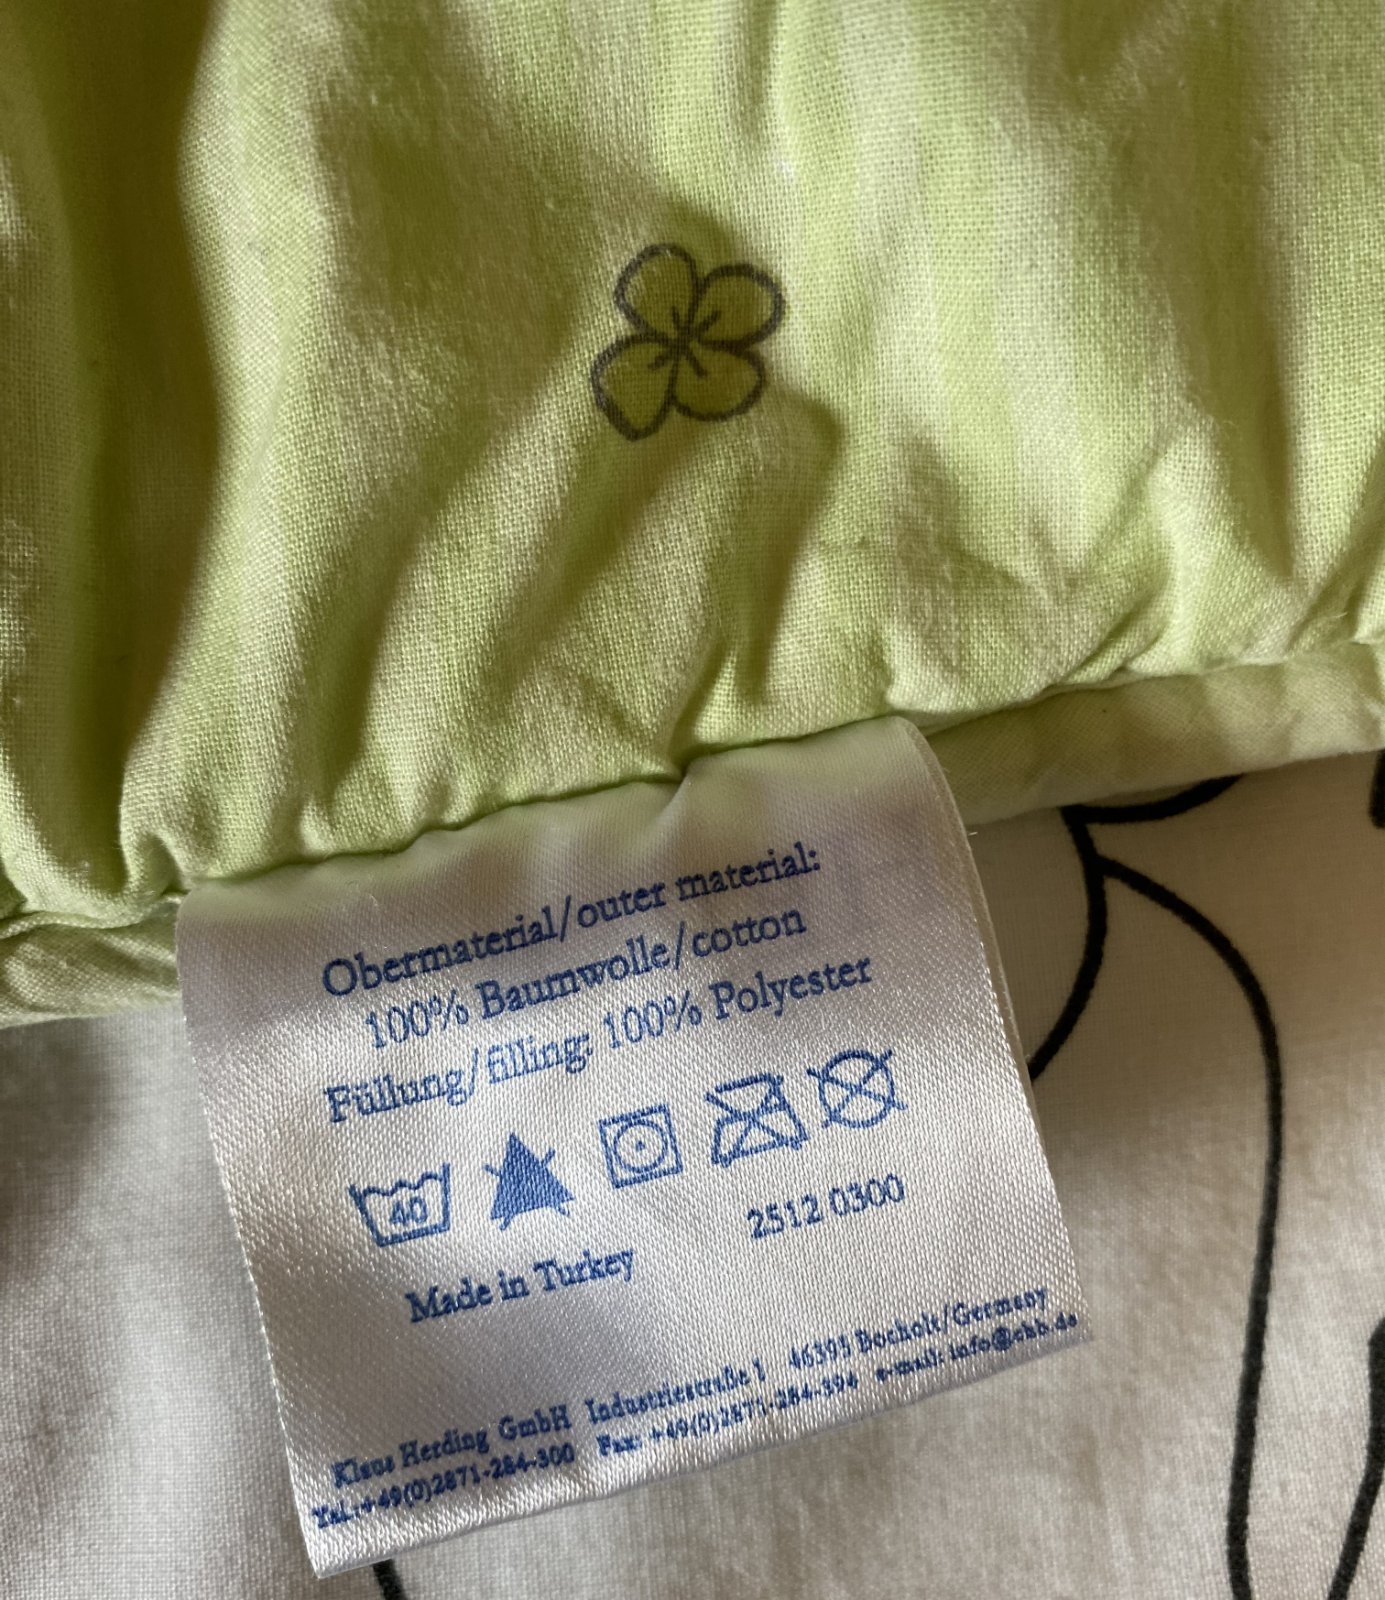 Obermaterial/outer material:
100% Baumwolle/cotton
Füllung/filling: 100% Polyester
40
2512 0300
Made in Turkey
Klaus Herding GmbH Industriestraße 1 46395 Bocholt/Germany
Tel.: +49(0)2871-284-300 Fax: +49(0)2871-284-394 e-mail: info@chb.de